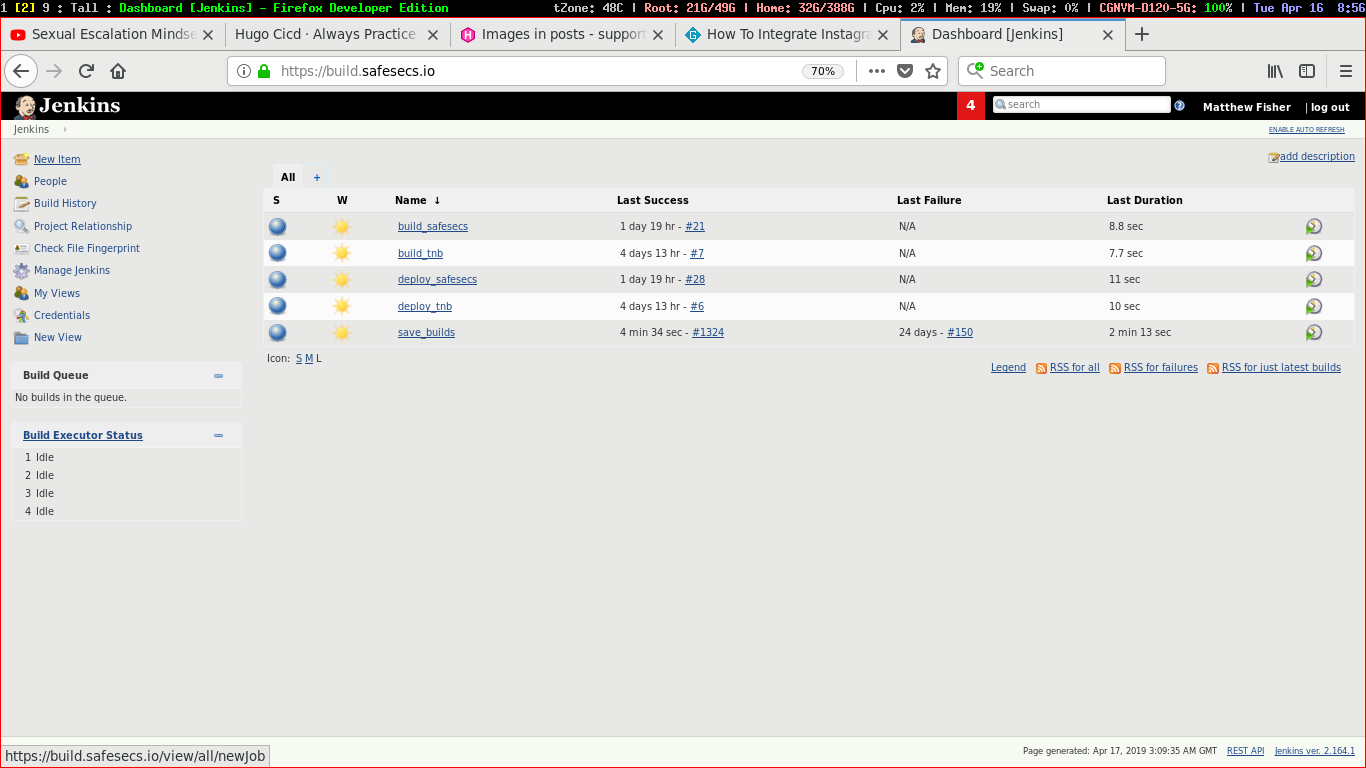 1 [2] 9 : Tall : Dashboard [Jenkins] — Firefox Developer Edition tZone: 48C | Root: 21G/49G | Home: 32G/388G | Cpu: 2% | Mem: 19% | Swap: 0% | CGNVM-D120-5G: 100% | Tue Apr 16 8:56
Sexual Escalation Mindse Hugo Cicd · Always Practice Images in posts - support How To Integrate Instagra Dashboard [Jenkins]
https://build.safesecs.io 70% Search
Jenkins 4 search Matthew Fisher | log out
Jenkins ENABLE AUTO REFRESH
New Item
People
Build History
Project Relationship
Check File Fingerprint
Manage Jenkins
My Views
Credentials
New View
Build Queue
No builds in the queue.
Build Executor Status
1 Idle
2 Idle
3 Idle
4 Idle
add description
All +
S W Name ↓ Last Success Last Failure Last Duration
build_safesecs 1 day 19 hr - #21 N/A 8.8 sec
build_tnb 4 days 13 hr - #7 N/A 7.7 sec
deploy_safesecs 1 day 19 hr - #28 N/A 11 sec
deploy_tnb 4 days 13 hr - #6 N/A 10 sec
save_builds 4 min 34 sec - #1324 24 days - #150 2 min 13 sec
Icon: S M L
Legend RSS for all RSS for failures RSS for just latest builds
https://build.safesecs.io/view/all/newJob
Page generated: Apr 17, 2019 3:09:35 AM GMT REST API Jenkins ver. 2.164.1